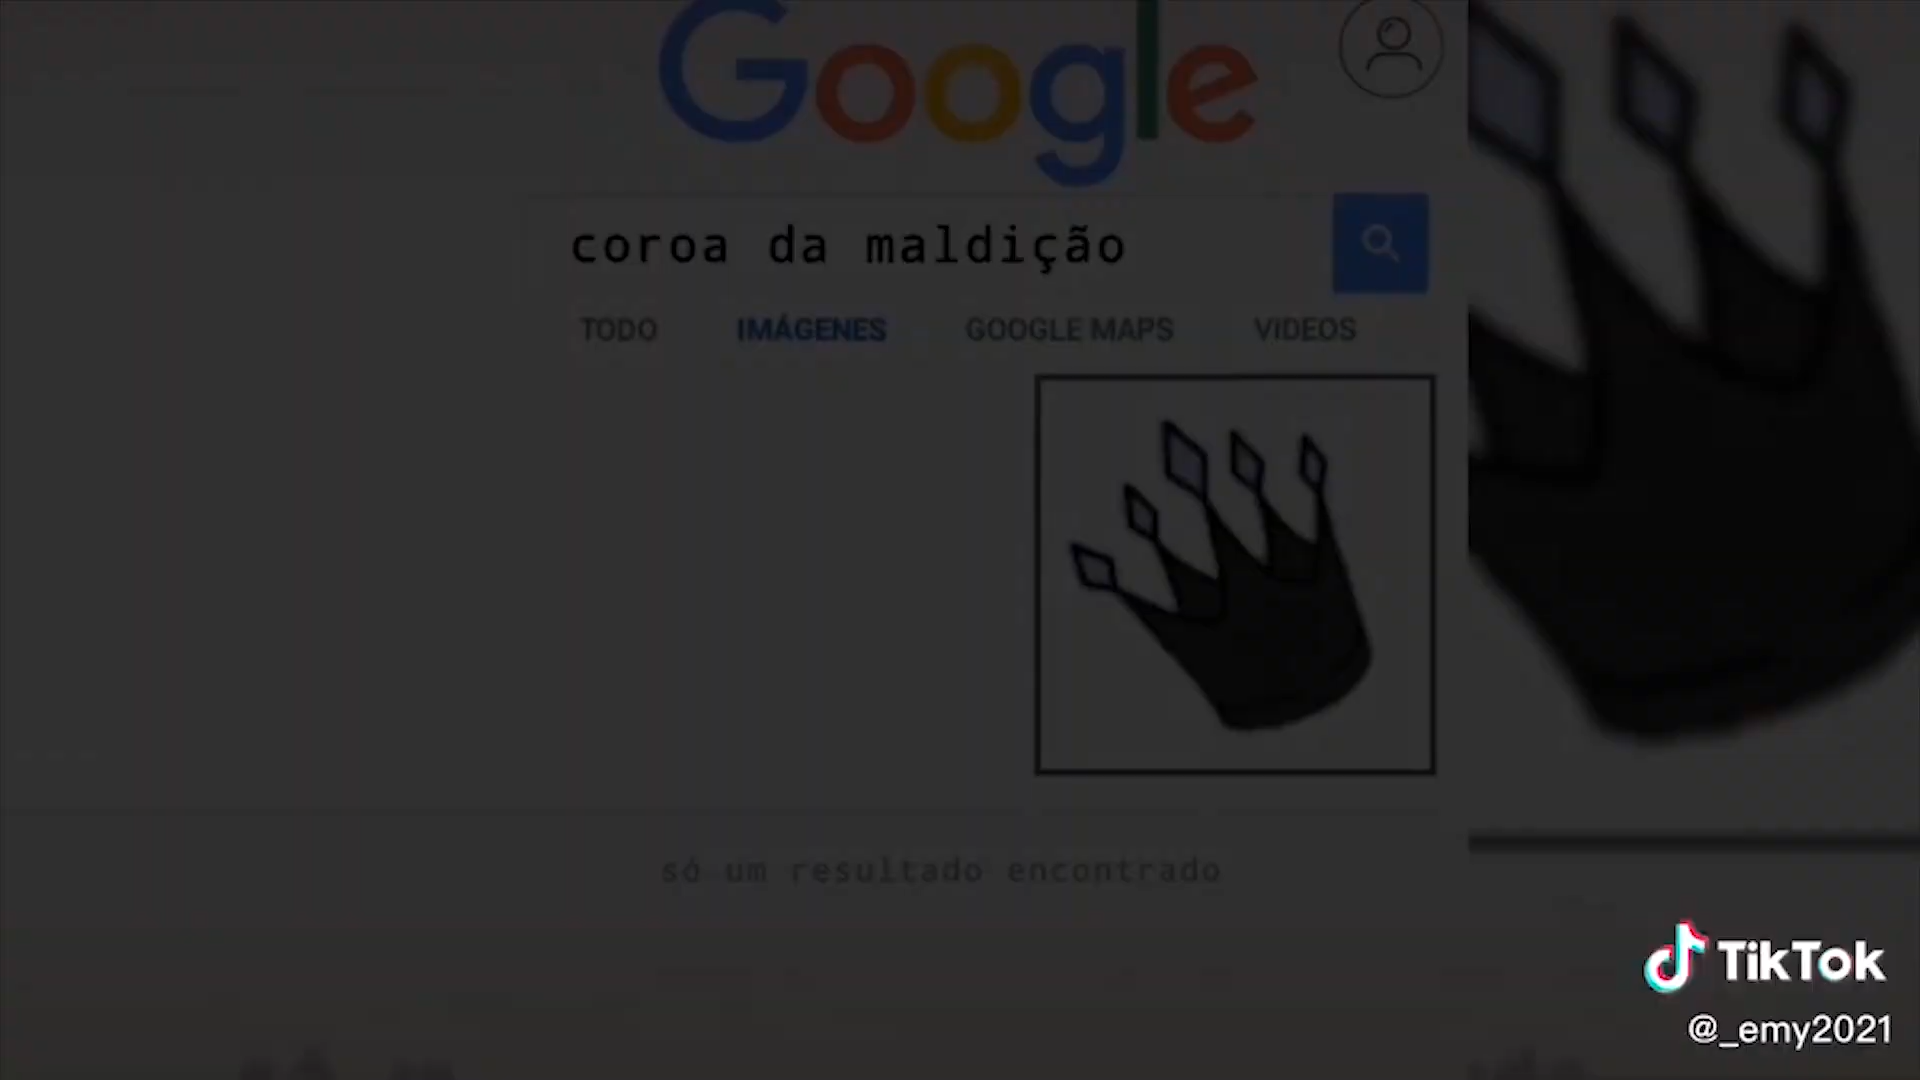 Google
coroa da maldição
TODO IMÁGENES GOOGLE MAPS VIDEOS
só um resultado encontrado
TikTok
@_emy2021